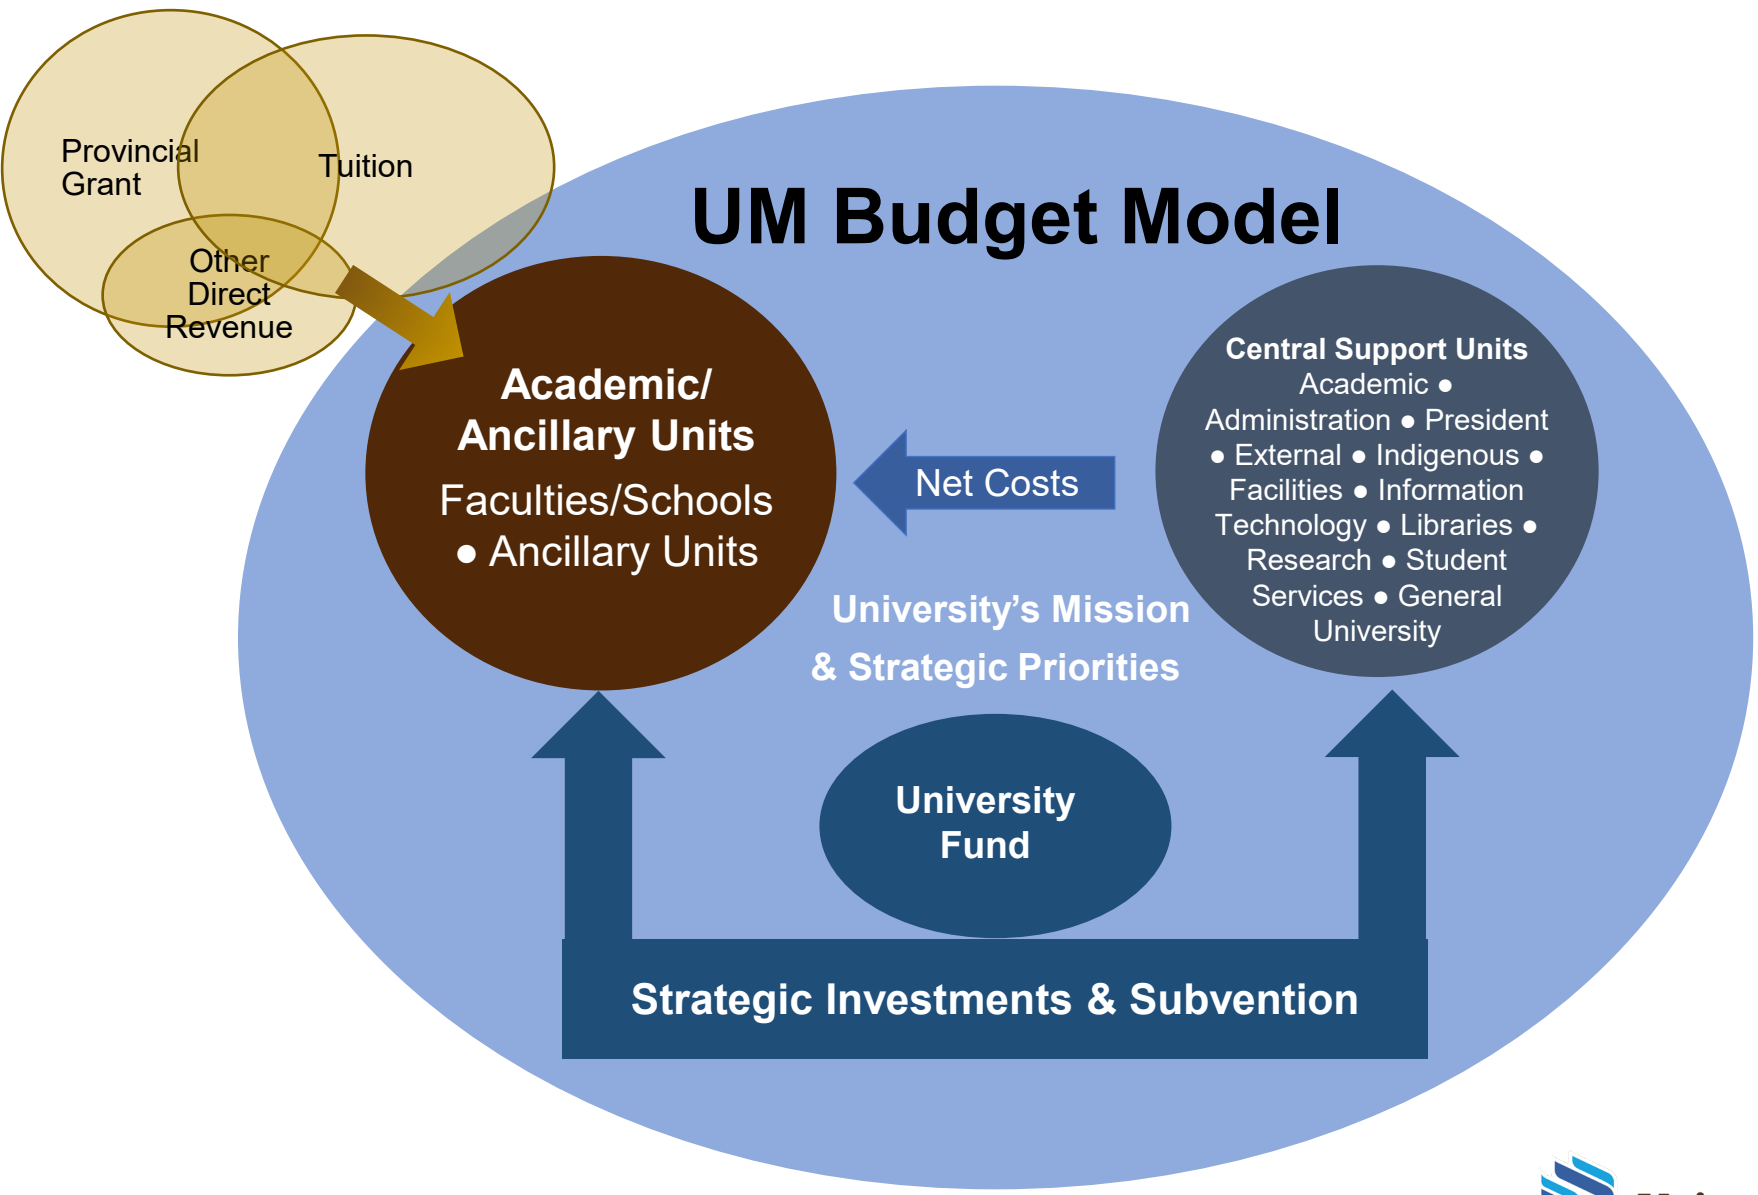 Provincial
Grant
Tuition
Other
Direct
Revenue
UM Budget Model
Academic/
Ancillary Units
Faculties/Schools
● Ancillary Units
Net Costs
Central Support Units
Academic ●
Administration ● President
● External ● Indigenous ●
Facilities ● Information
Technology ● Libraries ●
Research ● Student
Services ● General
University
University’s Mission
& Strategic Priorities
University
Fund
Strategic Investments & Subvention